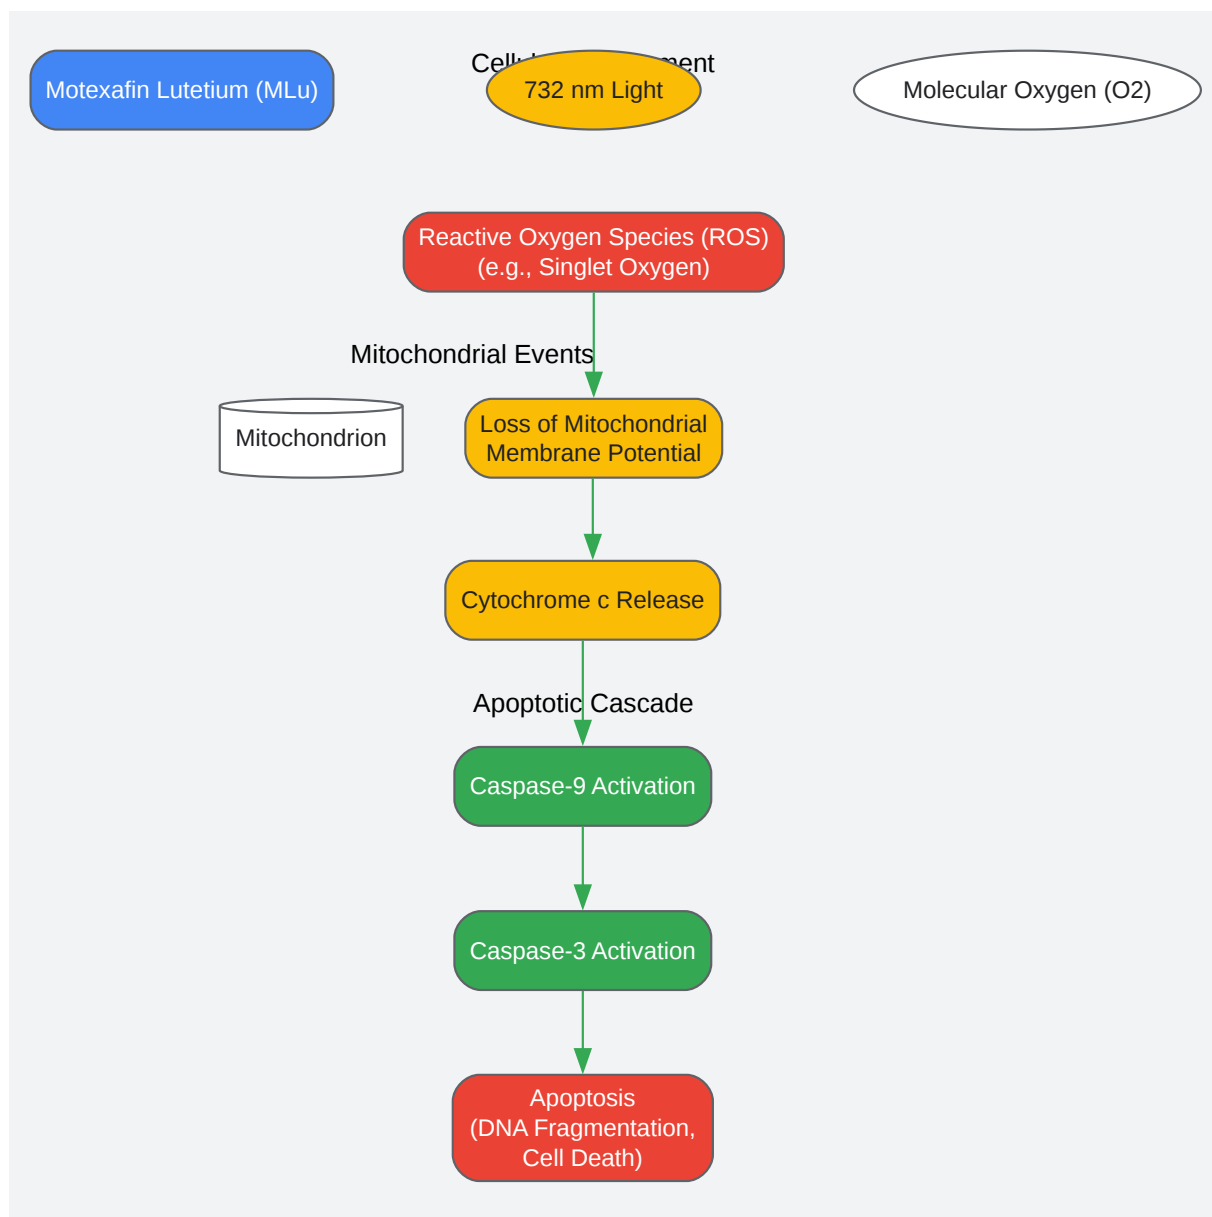 Motexafin Lutetium (MLu)
732 nm Light
Molecular Oxygen (O2)
Reactive Oxygen Species (ROS)
(e.g., Singlet Oxygen)
Mitochondrial Events
Mitochondrion
Loss of Mitochondrial
Membrane Potential
Cytochrome c Release
Apoptotic Cascade
Caspase-9 Activation
Caspase-3 Activation
Apoptosis
(DNA Fragmentation,
Cell Death)